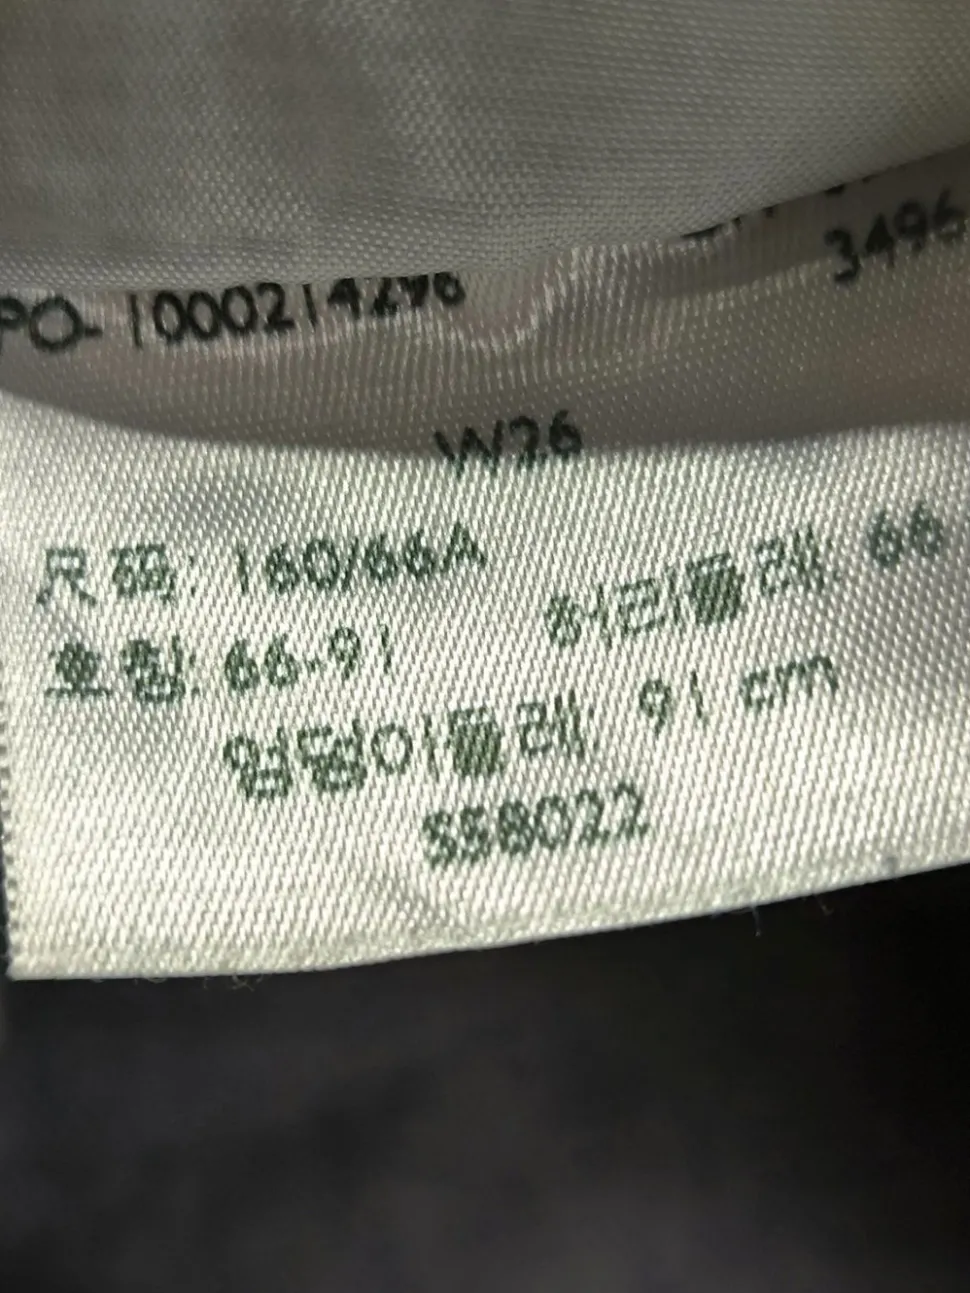 3496
PO- 1000214296
W26
尺码: 160/66A
호칭: 66-91 허리둘레: 66
엉덩이둘레: 91 cm
SS8022